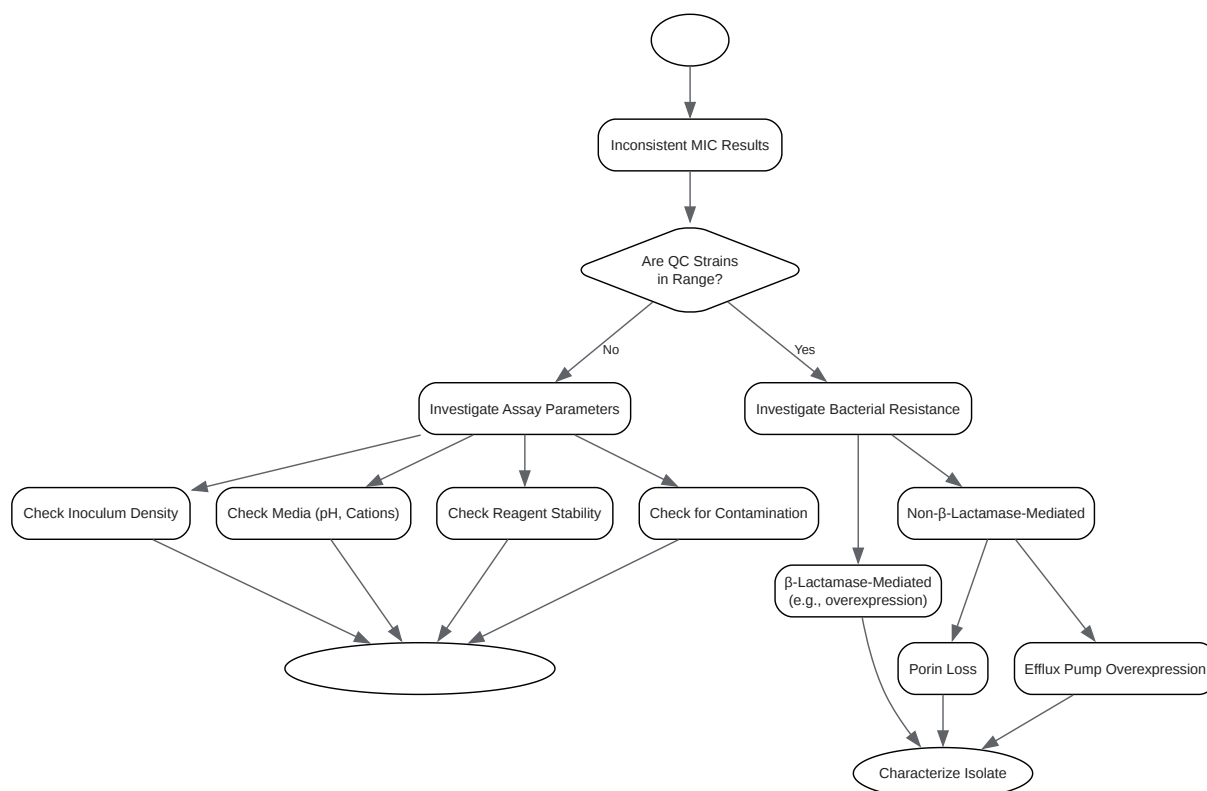 Inconsistent MIC Results
Are QC Strains
in Range?
No
Yes
Investigate Assay Parameters
Investigate Bacterial Resistance
Check Inoculum Density
Check Media (pH, Cations)
Check Reagent Stability
Check for Contamination
Non-β-Lactamase-Mediated
β-Lactamase-Mediated
(e.g., overexpression)
Porin Loss
Efflux Pump Overexpression
Characterize Isolate